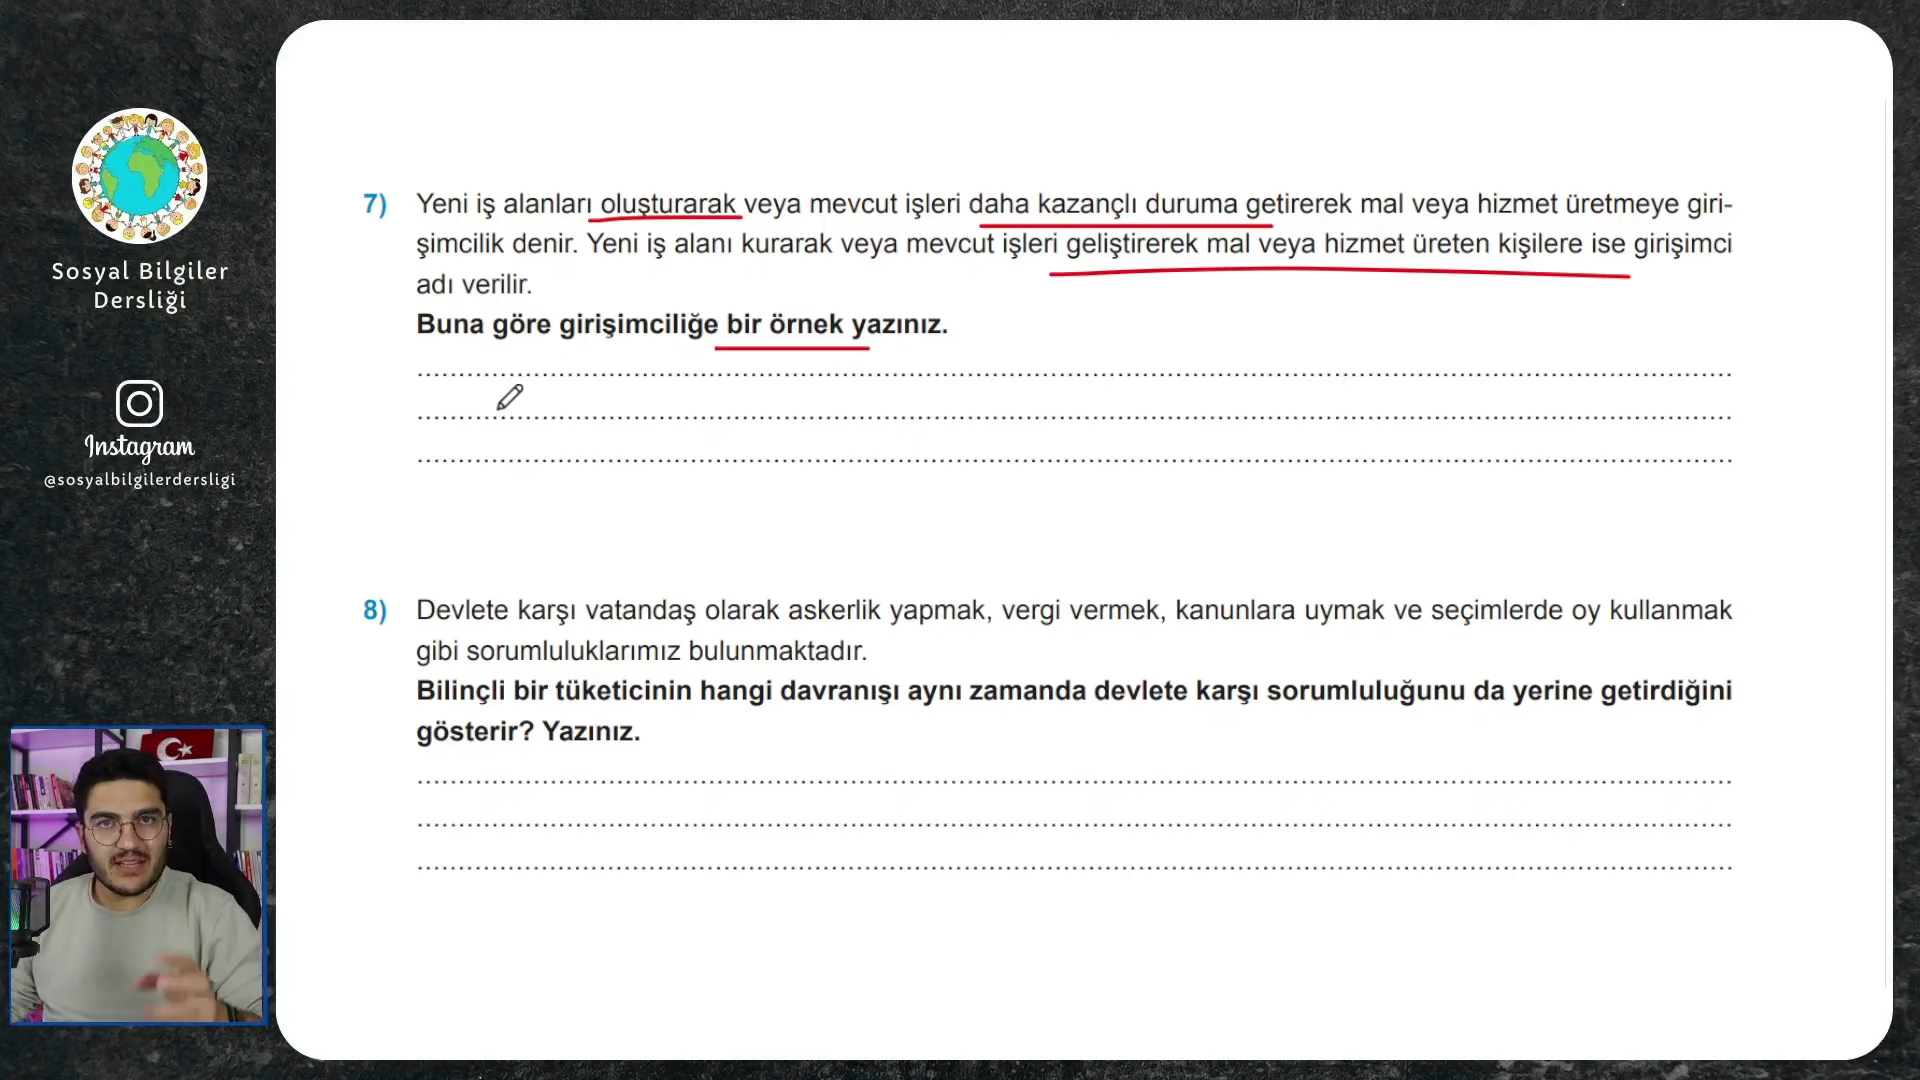 Sosyal Bilgiler
Dersliği
Instagram
@sosyalbilgilerdersligi
7) Yeni iş alanları oluşturarak veya mevcut işleri daha kazançlı duruma getirerek mal veya hizmet üretmeye giri-
şimcilik denir. Yeni iş alanı kurarak veya mevcut işleri geliştirerek mal veya hizmet üreten kişilere ise girişimci
adı verilir.
Buna göre girişimciliğe bir örnek yazınız.
8) Devlete karşı vatandaş olarak askerlik yapmak, vergi vermek, kanunlara uymak ve seçimlerde oy kullanmak
gibi sorumluluklarımız bulunmaktadır.
Bilinçli bir tüketicinin hangi davranışı aynı zamanda devlete karşı sorumluluğunu da yerine getirdiğini
gösterir? Yazınız.